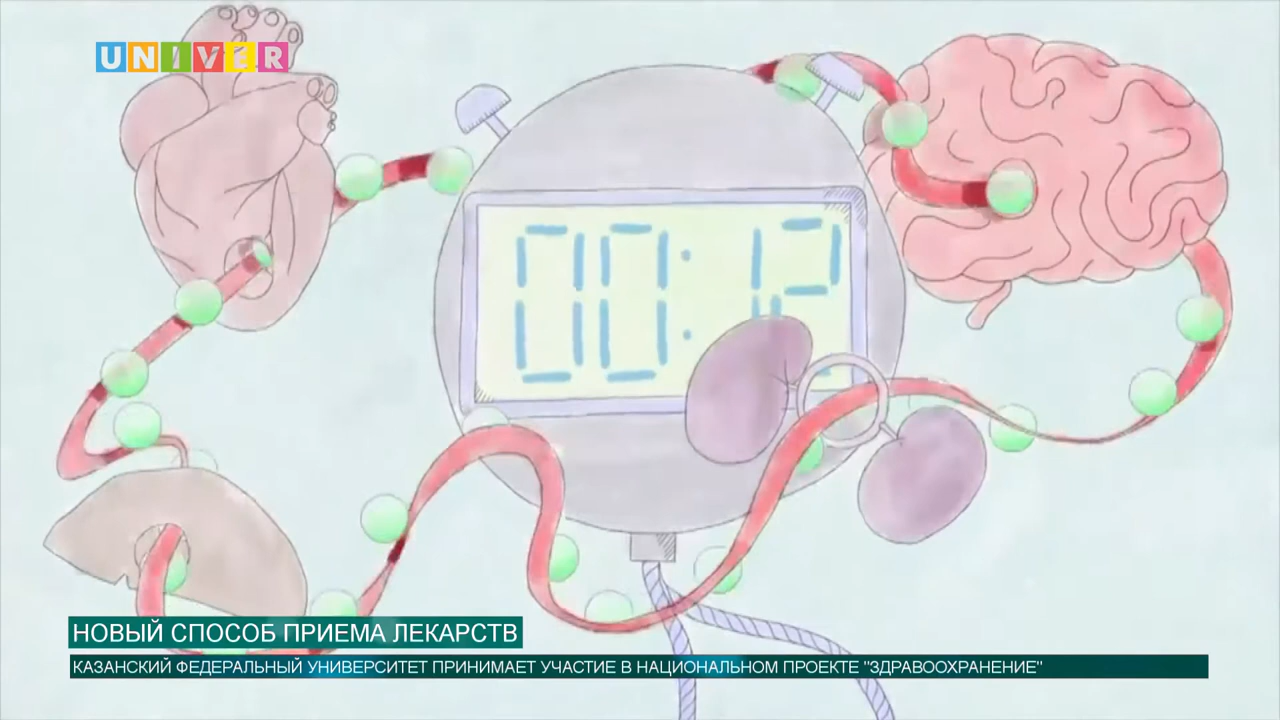 UNIVER
00:12
НОВЫЙ СПОСОБ ПРИЕМА ЛЕКАРСТВ
КАЗАНСКИЙ ФЕДЕРАЛЬНЫЙ УНИВЕРСИТЕТ ПРИНИМАЕТ УЧАСТИЕ В НАЦИОНАЛЬНОМ ПРОЕКТЕ "ЗДРАВООХРАНЕНИЕ"